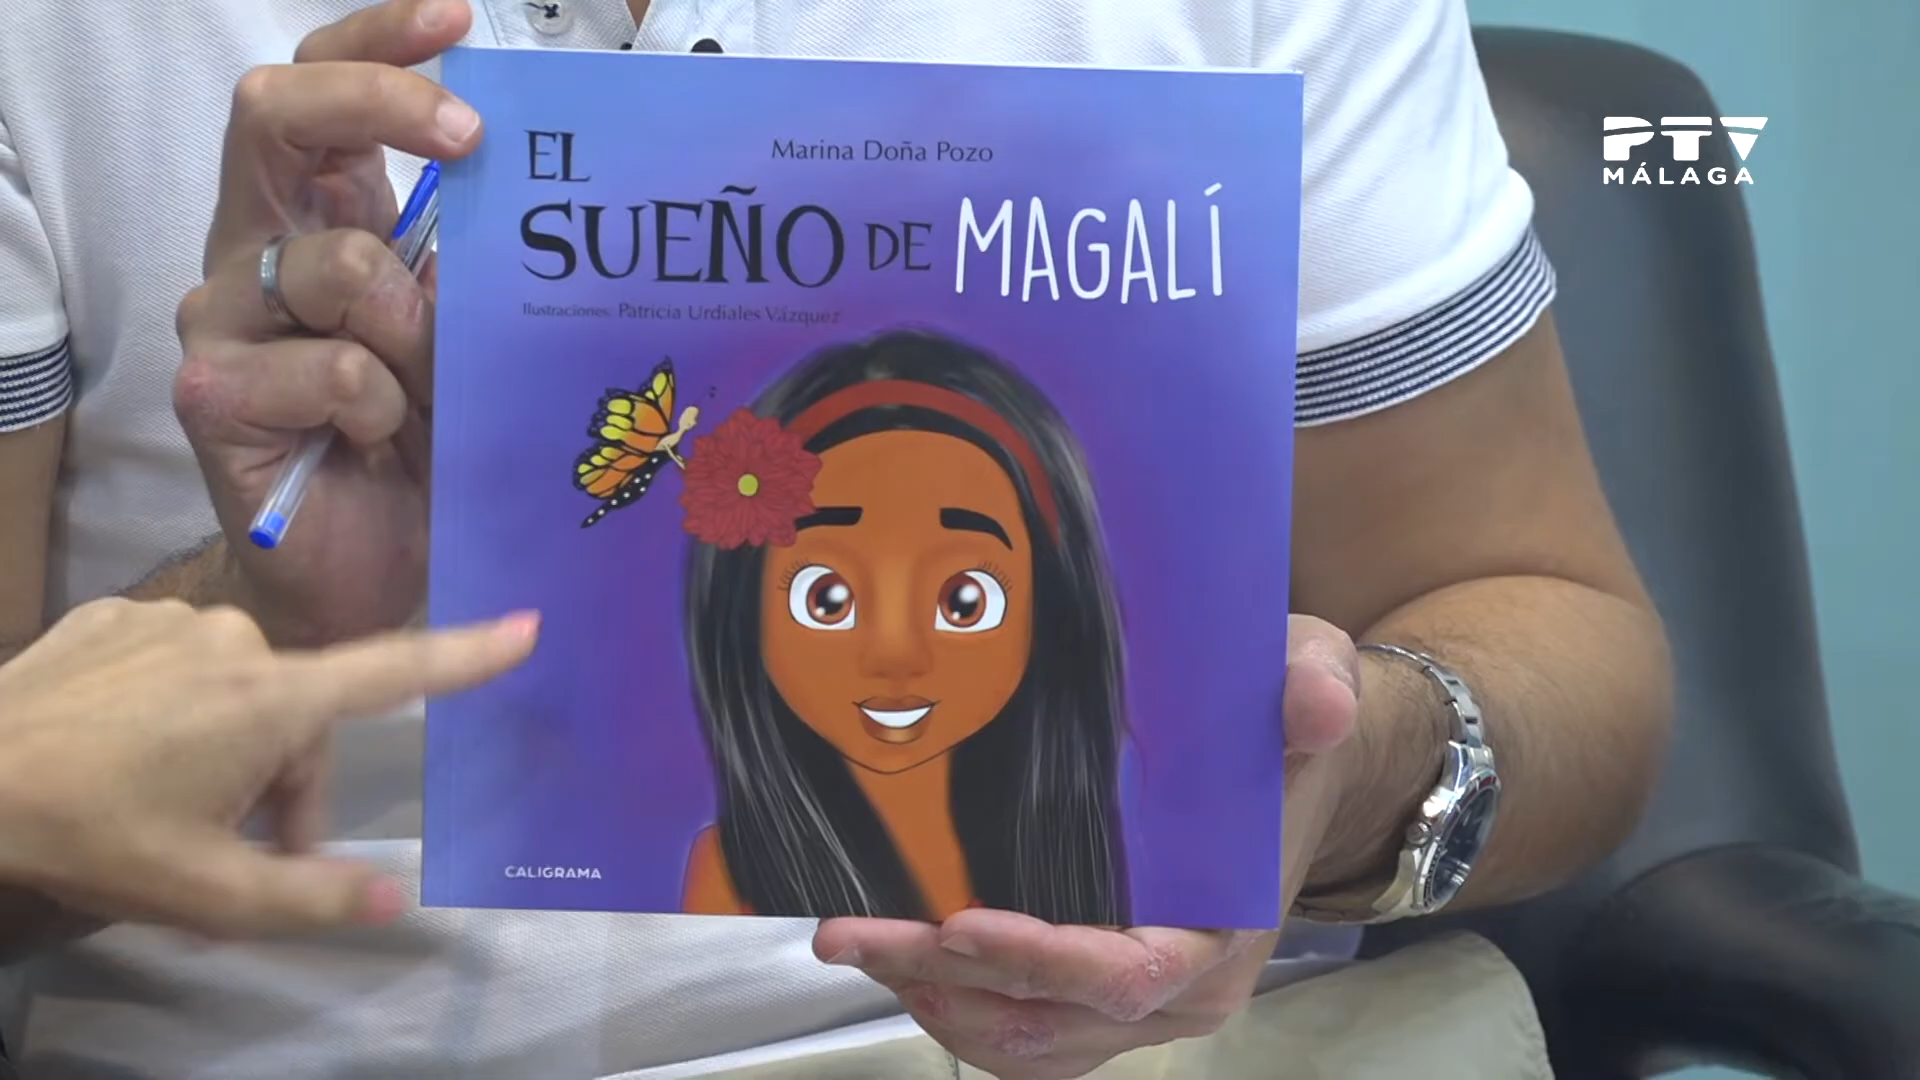 PTV
MÁLAGA
Marina Doña Pozo
EL
SUEÑO DE MAGALÍ
Ilustraciones: Patricia Urdiales Vázquez
CALIGRAMA